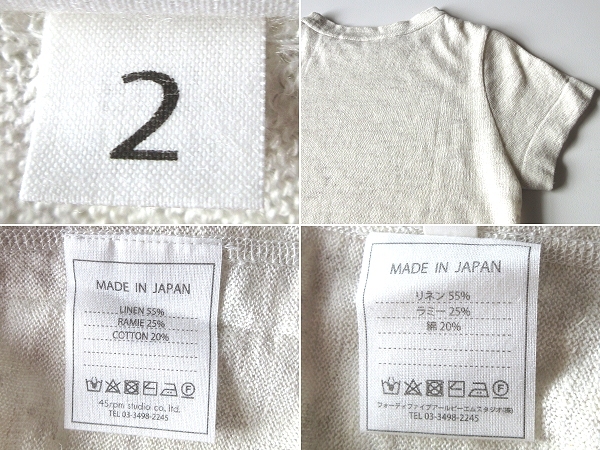 2
MADE IN JAPAN
LINEN 55%
RAMIE 25%
COTTON 20%
45rpm studio co.,ltd.
TEL 03-3498-2245
MADE IN JAPAN
リネン 55%
ラミー 25%
綿 20%
フォーティファイブアールピーエムスタジオ(株)
TEL 03-3498-2245